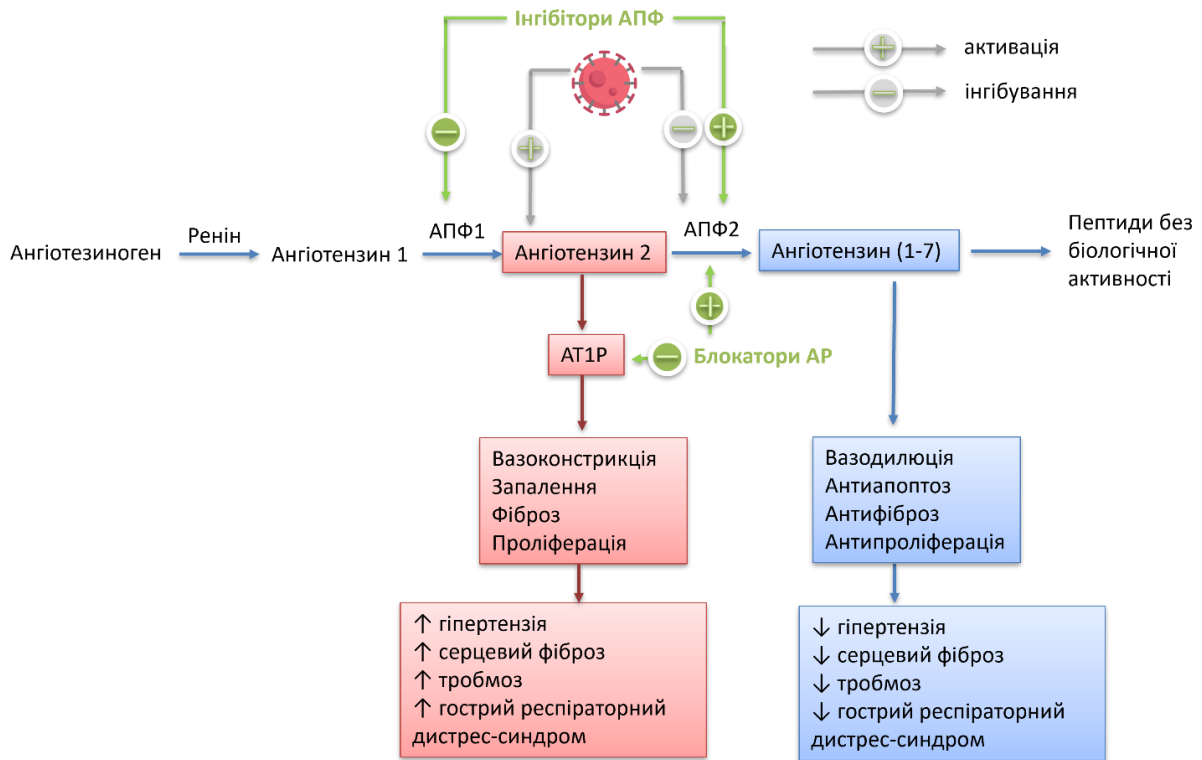 Інгібітори АПФ
активація
інгібування
Ангіотезиноген
Ренін
Ангіотензин 1
АПФ1
Ангіотензин 2
АПФ2
Ангіотензин (1-7)
Пептиди без
біологічної
активності
АТ1Р
Блокатори АР
Вазоконстрикція
Запалення
Фіброз
Проліферація
Вазодилюція
Антиапоптоз
Антифіброз
Антипроліферація
↑ гіпертензія
↑ серцевий фіброз
↑ тробмоз
↑ гострий респіраторний
дистрес-синдром
↓ гіпертензія
↓ серцевий фіброз
↓ тробмоз
↓ гострий респіраторний
дистрес-синдром